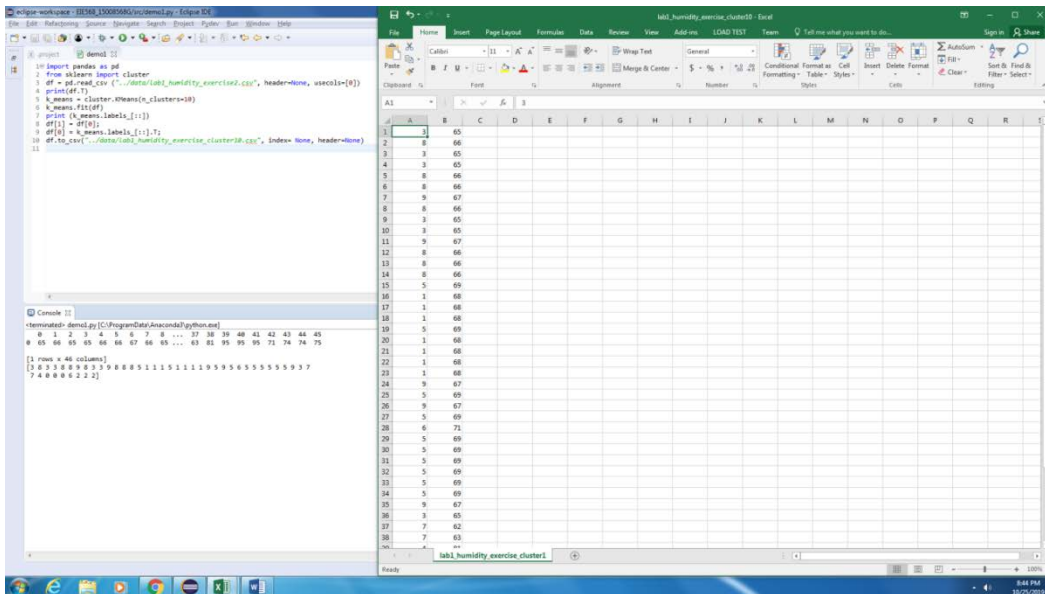 eclipse-workspace - EIE568_15008568G/src/demo1.py - Eclipse IDE
File Edit Refactoring Source Navigate Search Project Pydev Run Window Help
project demo1
1 import pandas as pd
2 from sklearn import cluster
3 df = pd.read_csv ("../data/lab1_humidity_exercise2.csv", header=None, usecols=[0])
4 print(df.T)
5 k_means = cluster.KMeans(n_clusters=10)
6 k_means.fit(df)
7 print (k_means.labels_[::])
8 df[1] = df[0];
9 df[0] = k_means.labels_[::].T;
10 df.to_csv("../data/lab1_humidity_exercise_cluster10.csv", index= None, header=None)
11
Console
<terminated> demo1.py [C:\ProgramData\Anaconda3\python.exe]
0 1 2 3 4 5 6 7 8 ... 37 38 39 40 41 42 43 44 45
0 65 66 65 65 66 66 67 66 65 ... 63 81 95 95 95 71 74 74 75
[1 rows x 46 columns]
[3 8 3 3 8 8 9 8 3 3 9 8 8 8 5 1 1 1 5 1 1 1 1 9 5 9 5 6 5 5 5 5 5 5 9 3 7
7 4 0 0 0 6 2 2 2]
lab1_humidity_exercise_cluster10 - Excel
File Home Insert Page Layout Formulas Data Review View Add-ins LOAD TEST Team Tell me what you want to do... Sign in Share
Paste Calibri 11 Wrap Text General AutoSum
B I U Merge & Center $ % Conditional Formatting Format as Table Cell Styles Insert Delete Format Fill Clear Sort & Filter Find & Select
Clipboard Font Alignment Number Styles Cells Editing
A1 fx 3
A B C D E F G H I J K L M N O P Q R
1 3 65
2 8 66
3 3 65
4 3 65
5 8 66
6 8 66
7 9 67
8 8 66
9 3 65
10 3 65
11 9 67
12 8 66
13 8 66
14 8 66
15 5 69
16 1 68
17 1 68
18 1 68
19 5 69
20 1 68
21 1 68
22 1 68
23 1 68
24 9 67
25 5 69
26 9 67
27 5 69
28 6 71
29 5 69
30 5 69
31 5 69
32 5 69
33 5 69
34 5 69
35 9 67
36 3 65
37 7 62
38 7 63
lab1_humidity_exercise_cluster1
Ready 100%
8:44 PM
10/25/2019